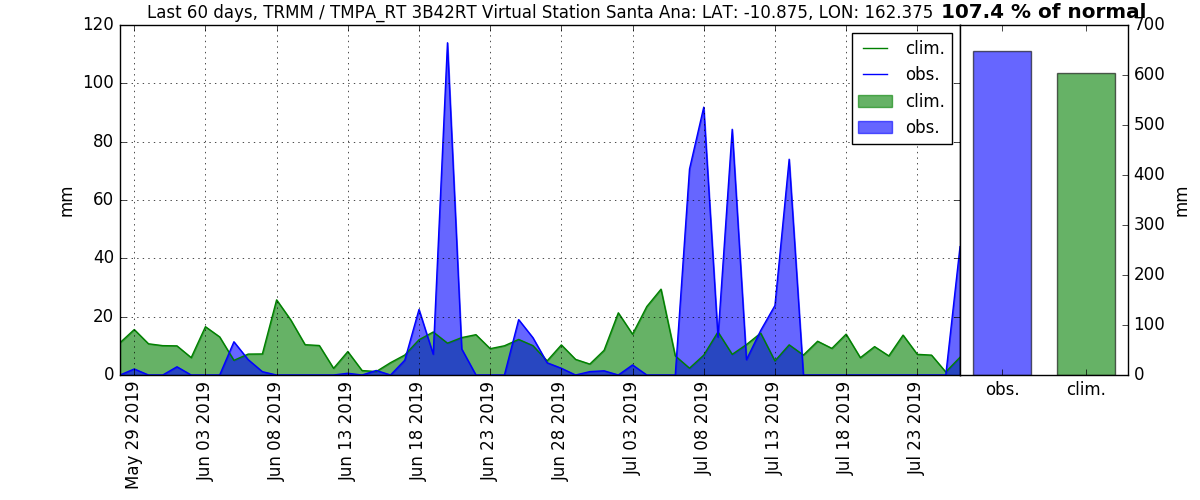 Last 60 days, TRMM / TMPA_RT 3B42RT Virtual Station Santa Ana: LAT: -10.875, LON: 162.375 107.4 % of normal
120
100
80
60
40
20
0
mm
clim.
obs.
clim.
obs.
700
600
500
400
300
200
100
0
mm
obs.
clim.
May 29 2019
Jun 03 2019
Jun 08 2019
Jun 13 2019
Jun 18 2019
Jun 23 2019
Jun 28 2019
Jul 03 2019
Jul 08 2019
Jul 13 2019
Jul 18 2019
Jul 23 2019